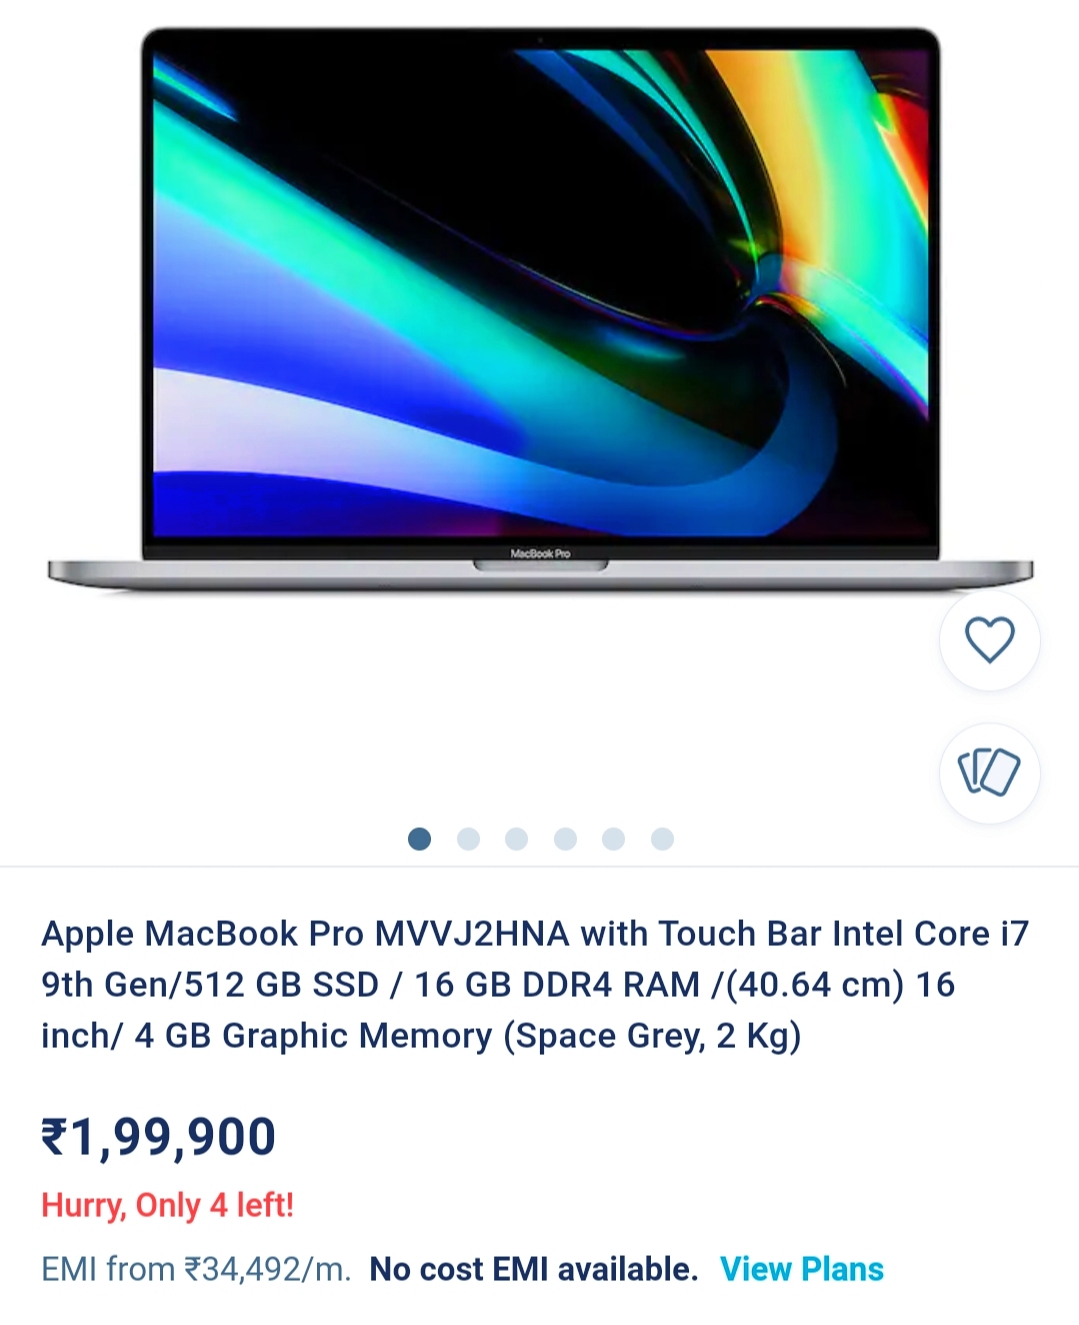 MacBook Pro
Apple MacBook Pro MVVJ2HNA with Touch Bar Intel Core i7
9th Gen/512 GB SSD / 16 GB DDR4 RAM /(40.64 cm) 16
inch/ 4 GB Graphic Memory (Space Grey, 2 Kg)
₹1,99,900
Hurry, Only 4 left!
EMI from ₹34,492/m. No cost EMI available. View Plans